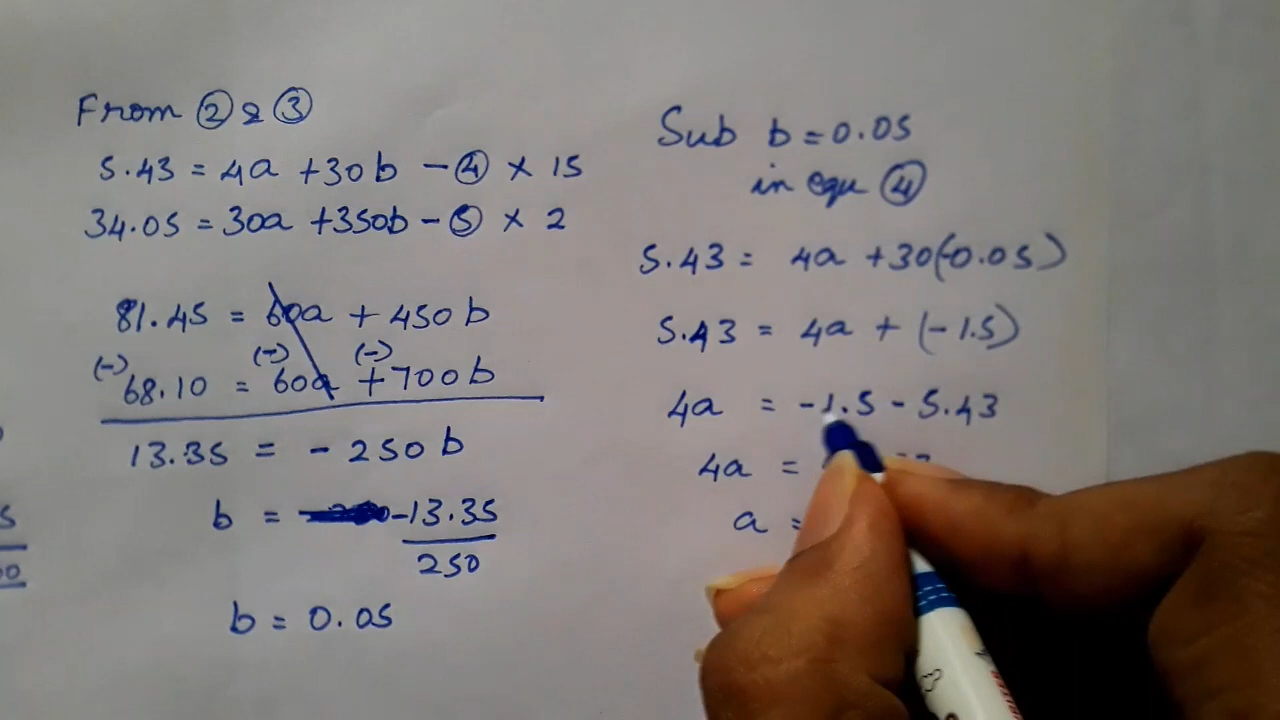 From ② & ③
5.43 = 4a + 30b - ④ × 15
34.05 = 30a + 350b - ⑤ × 2
81.45 = 60a + 450b
(-) (-) (-)
68.10 = 60a + 700b
13.35 = - 250b
b = -13.35
250
b = 0.05
Sub b = 0.05
in equ ④
5.43 = 4a + 30(-0.05)
5.43 = 4a + (-1.5)
4a = -1.5 - 5.43
4a =
a =